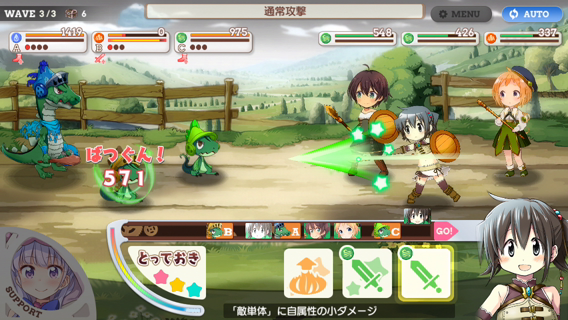 WAVE 3/3 6
通常攻撃
MENU
AUTO
1419
A
0
B
975
C
548
426
337
ばつぐん!
571
B
A
C
GO!
とっておき
SUPPORT
「敵単体」に自属性の小ダメージ